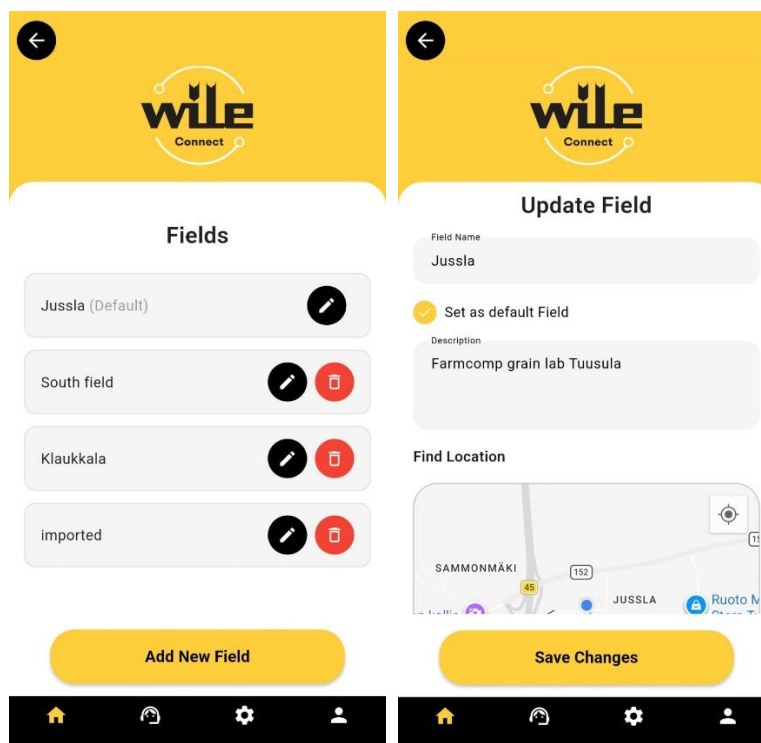 wile
Connect
Fields
Jussla (Default)
South field
Klaukkala
imported
Add New Field
wile
Connect
Update Field
Field Name
Jussla
Set as default Field
Description
Farmcomp grain lab Tuusula
Find Location
SAMMONMÄKI
152
45
JUSSLA
Ruoto
Save Changes